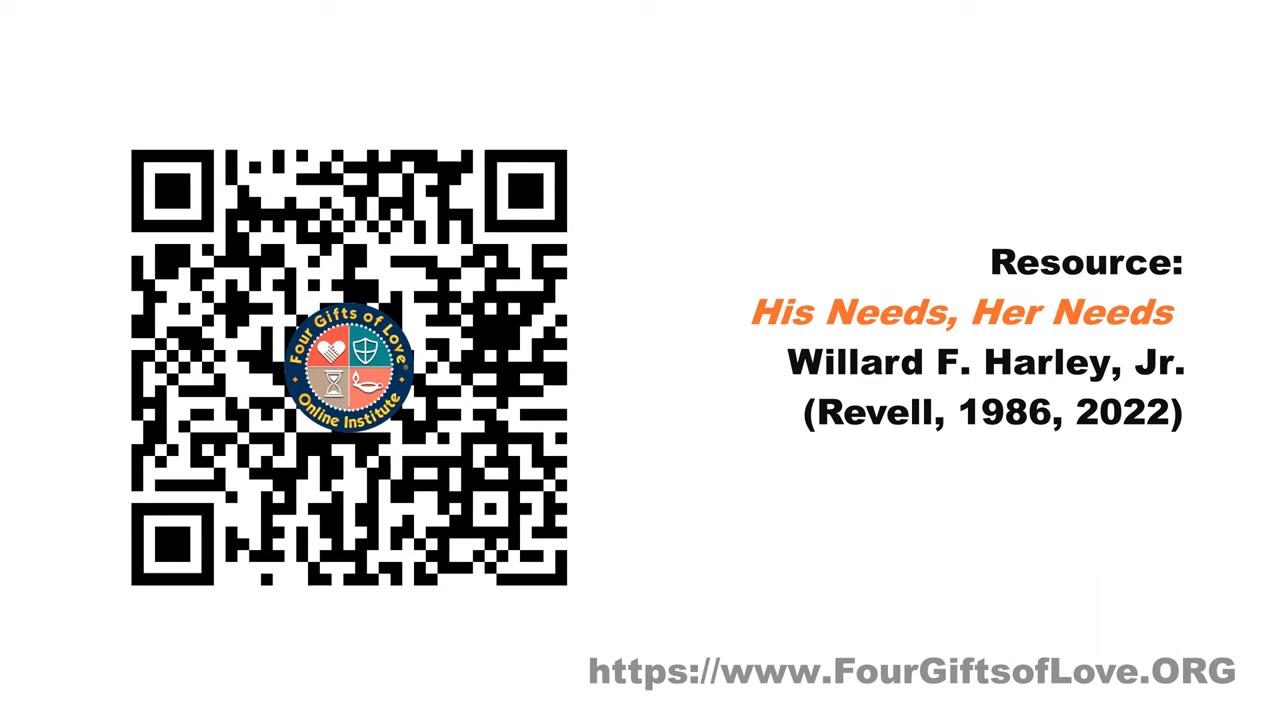 Four Gifts of Love®
Online Institute
Resource:
His Needs, Her Needs
Willard F. Harley, Jr.
(Revell, 1986, 2022)
https://www.FourGiftsofLove.ORG